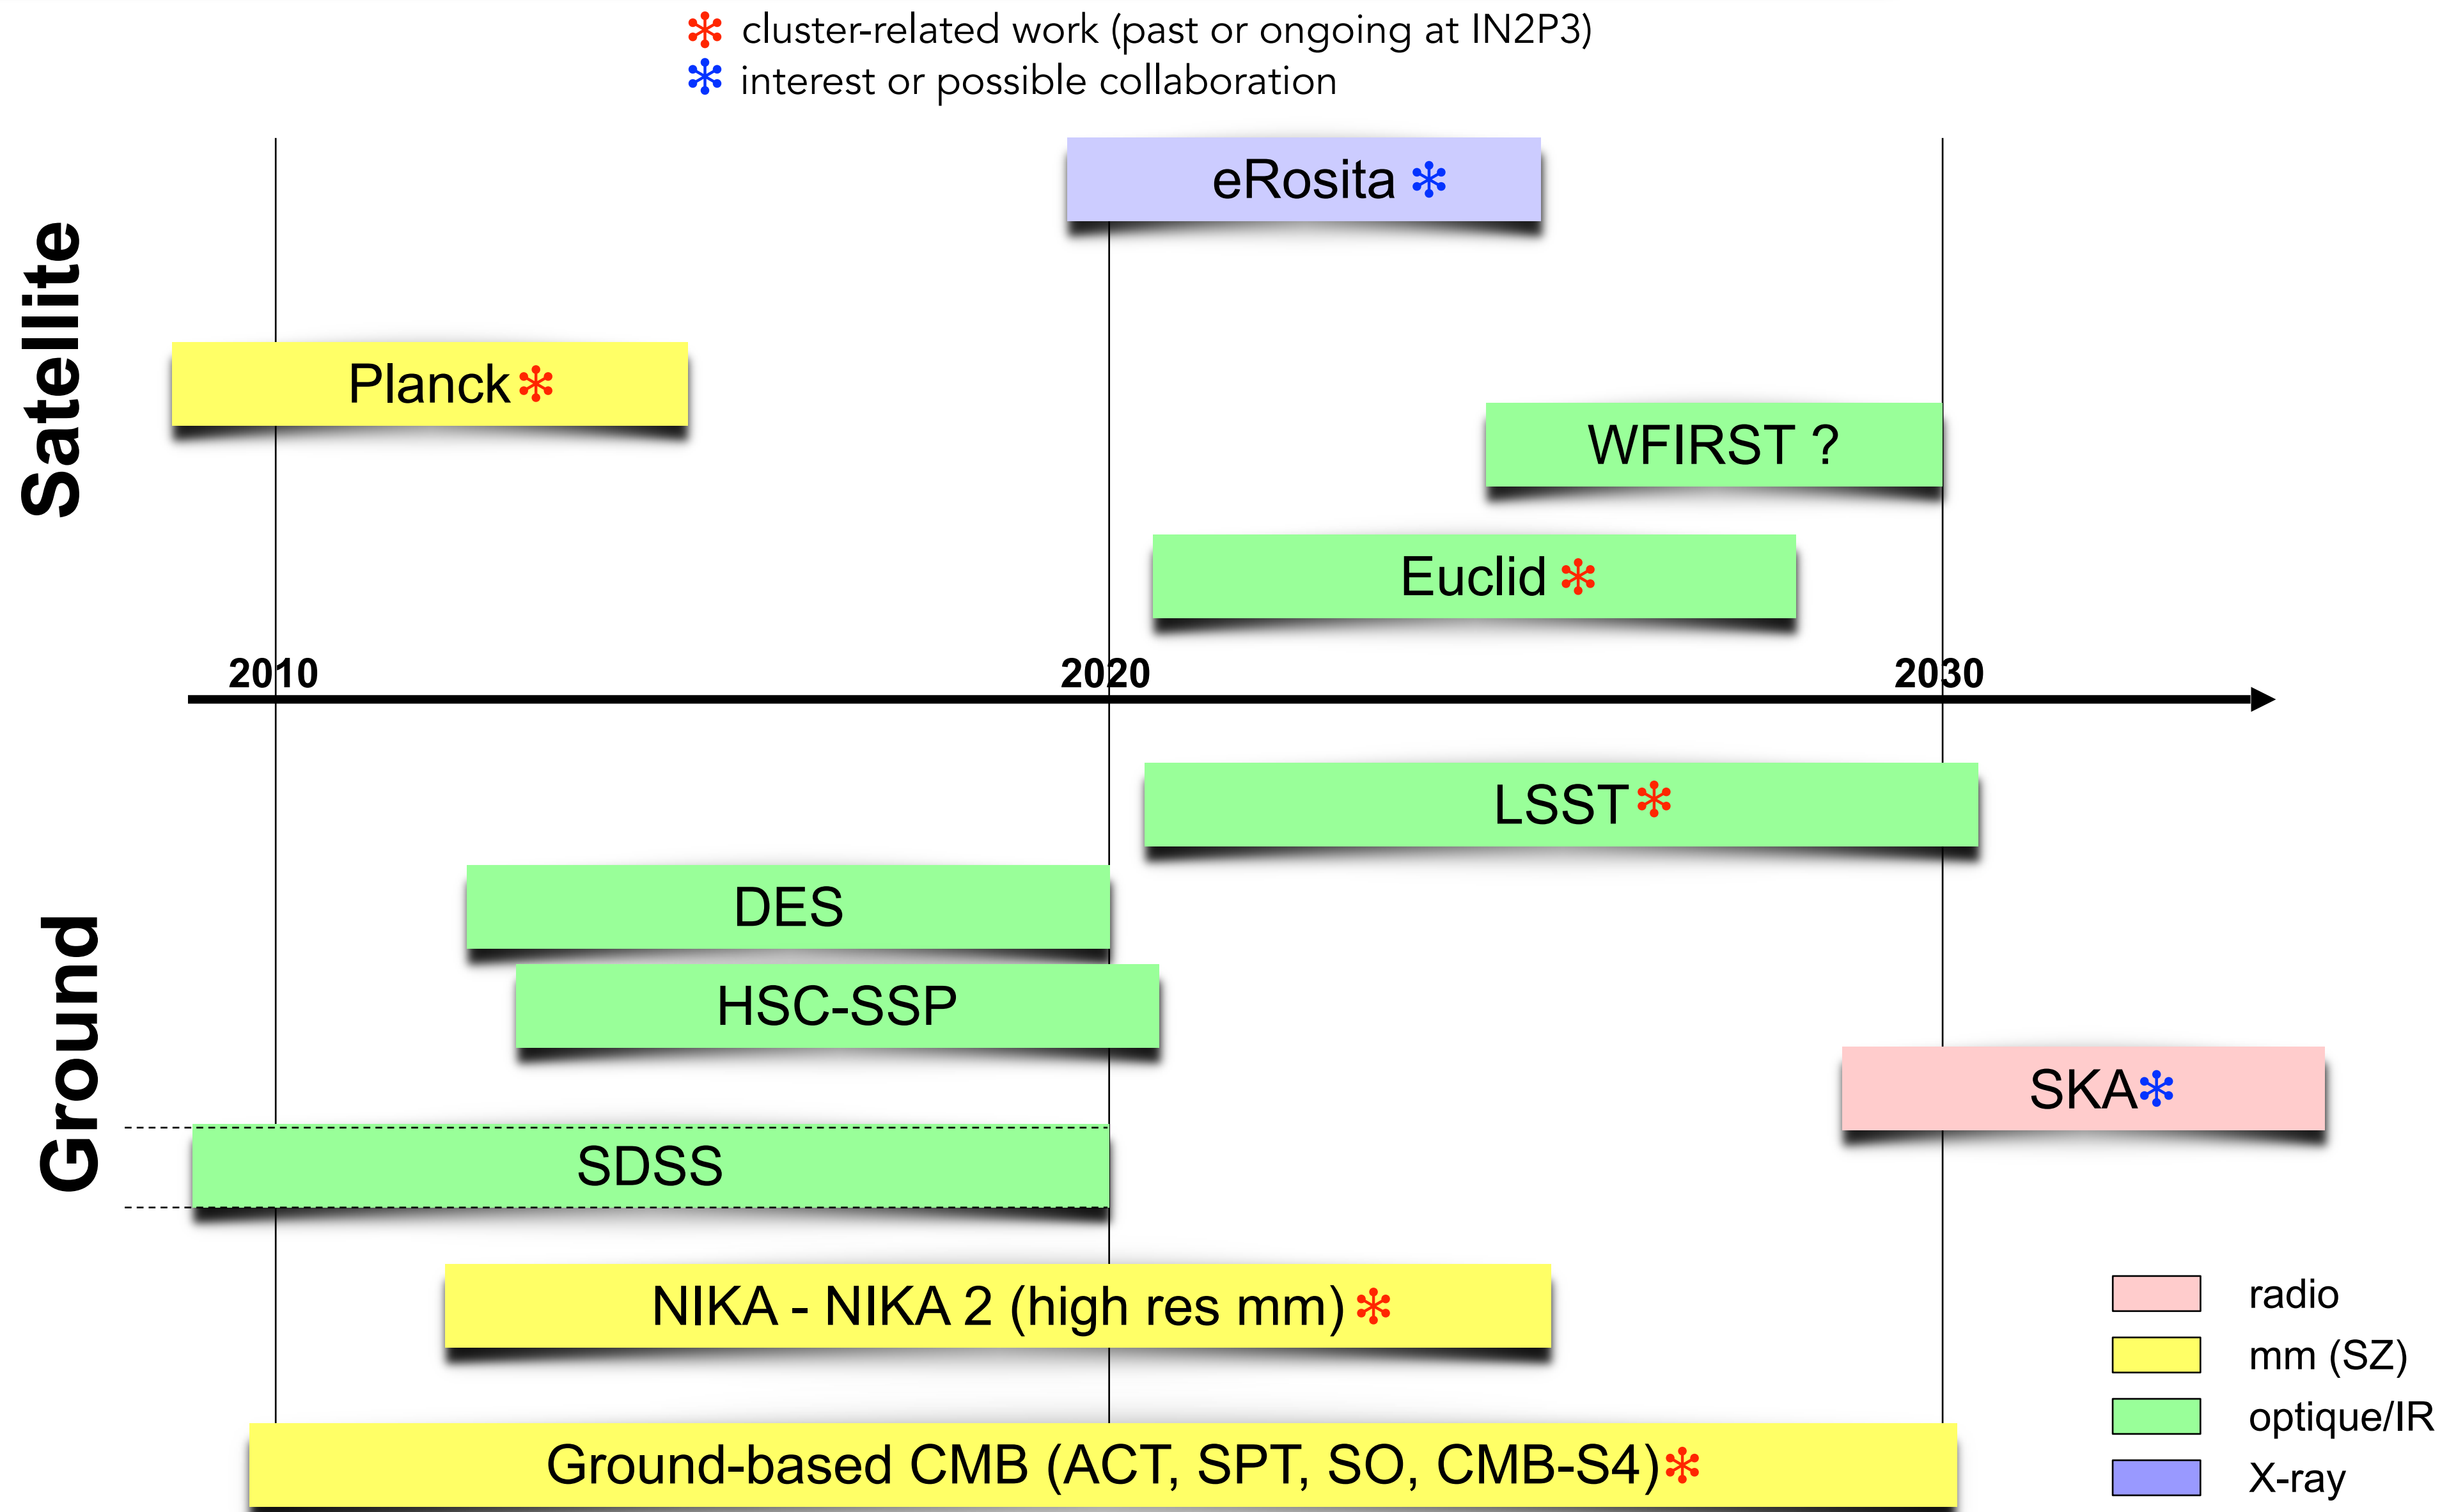 cluster-related work (past or ongoing at IN2P3)
interest or possible collaboration
Satellite
eRosita
Planck
WFIRST ?
Euclid
2010
2020
2030
Ground
LSST
DES
HSC-SSP
SKA
SDSS
NIKA - NIKA 2 (high res mm)
Ground-based CMB (ACT, SPT, SO, CMB-S4)
radio
mm (SZ)
optique/IR
X-ray